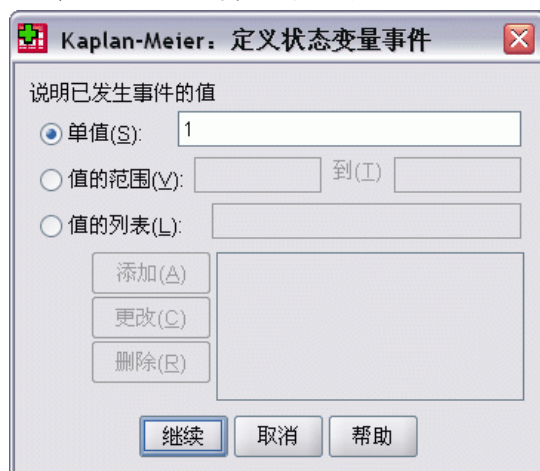 Kaplan-Meier：定义状态变量事件
说明已发生事件的值
单值(S): 1
值的范围(V): 到(T)
值的列表(L):
添加(A)
更改(C)
删除(R)
继续 取消 帮助